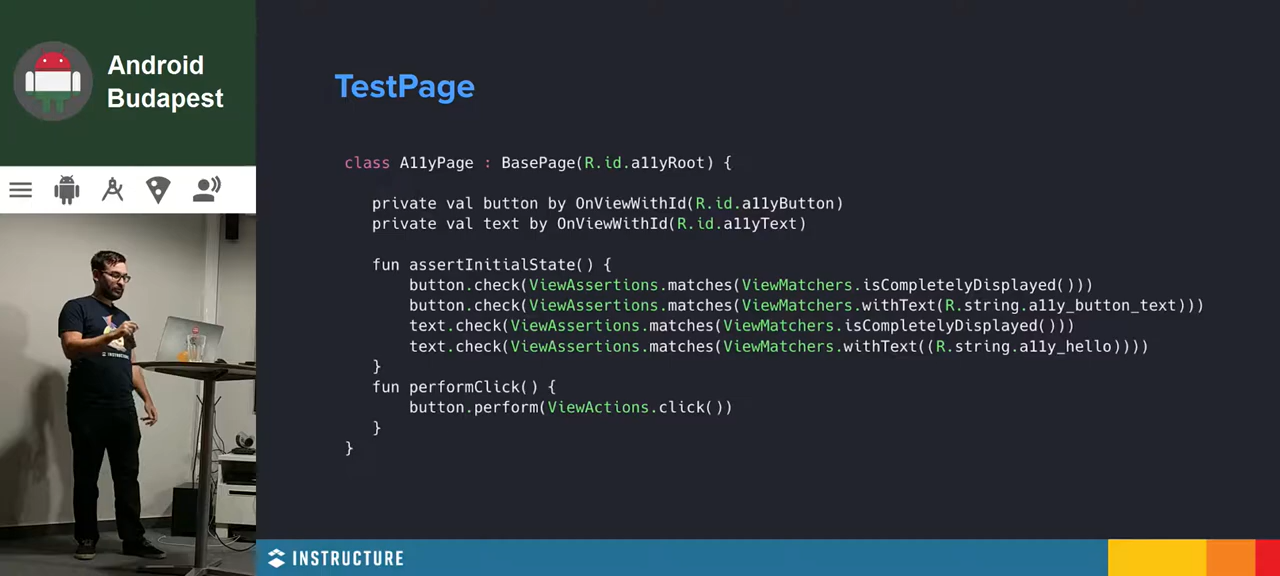 Android
Budapest
TestPage
class A11yPage : BasePage(R.id.a11yRoot) {
private val button by OnViewWithId(R.id.a11yButton)
private val text by OnViewWithId(R.id.a11yText)
fun assertInitialState() {
button.check(ViewAssertions.matches(ViewMatchers.isCompletelyDisplayed()))
button.check(ViewAssertions.matches(ViewMatchers.withText(R.string.a11y_button_text)))
text.check(ViewAssertions.matches(ViewMatchers.isCompletelyDisplayed()))
text.check(ViewAssertions.matches(ViewMatchers.withText((R.string.a11y_hello))))
}
fun performClick() {
button.perform(ViewActions.click())
}
}
INSTRUCTURE
INSTRUCTURE